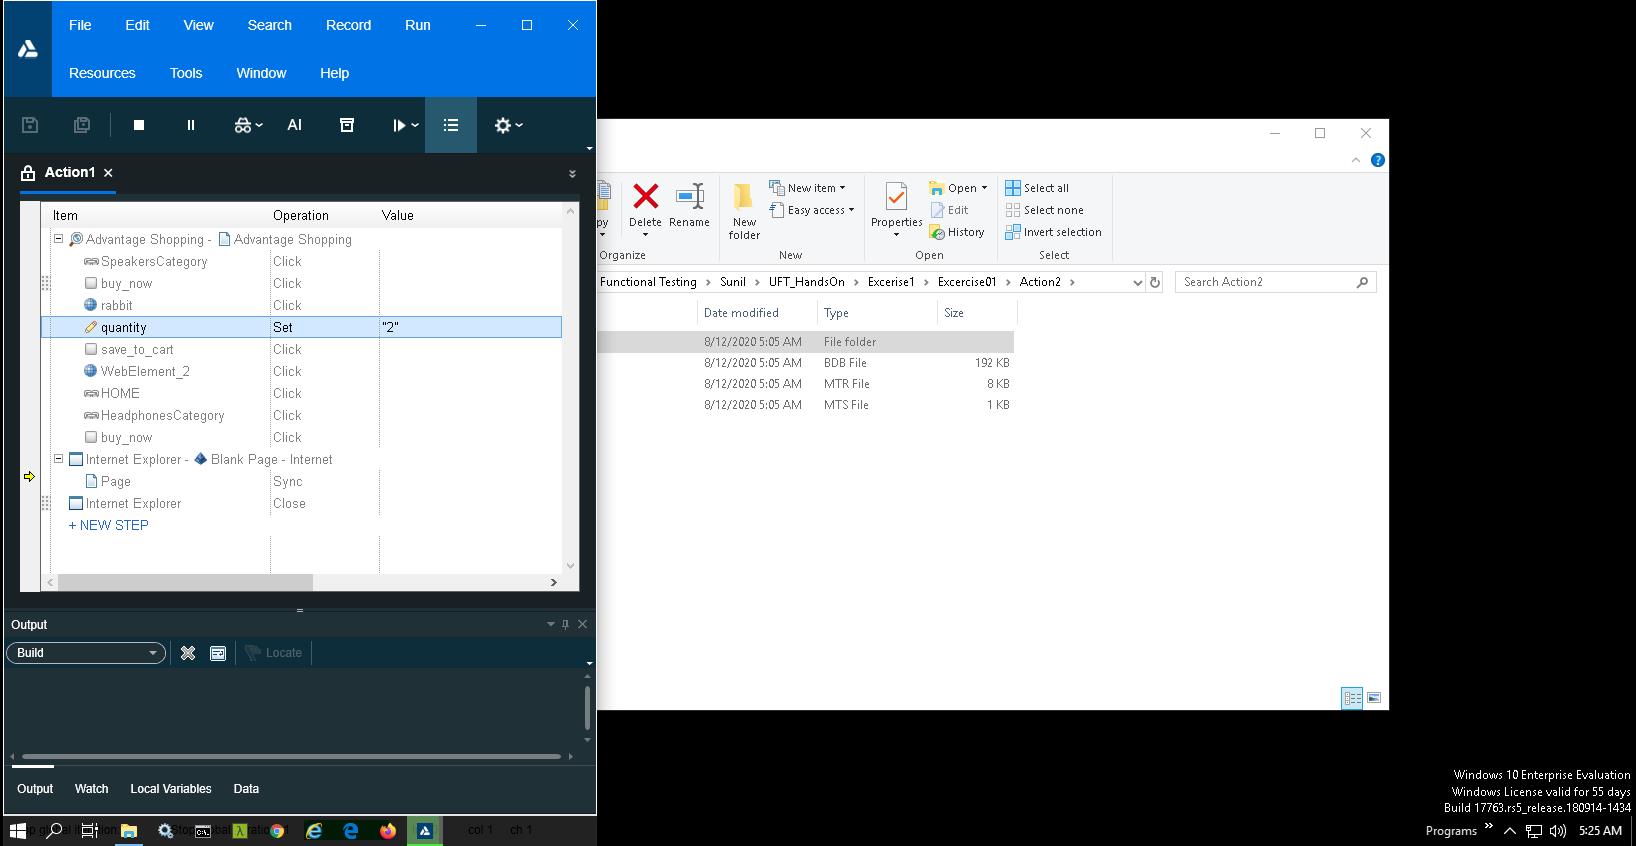 File Edit View Search Record Run
Resources Tools Window Help
AI
Action1
Item Operation Value
Advantage Shopping - Advantage Shopping
SpeakersCategory Click
buy_now Click
rabbit Click
quantity Set "2"
save_to_cart Click
WebElement_2 Click
HOME Click
HeadphonesCategory Click
buy_now Click
Internet Explorer - Blank Page - Internet
Page Sync
Internet Explorer Close
+ NEW STEP
Output
Build Locate
Output Watch Local Variables Data
col 1 ch 1
py Delete Rename New folder New item Easy access Properties Open Edit History Select all Select none Invert selection
Organize New Open Select
Functional Testing > Sunil > UFT_HandsOn > Excerise1 > Excercise01 > Action2 > Search Action2
Date modified Type Size
8/12/2020 5:05 AM File folder
8/12/2020 5:05 AM BDB File 192 KB
8/12/2020 5:05 AM MTR File 8 KB
8/12/2020 5:05 AM MTS File 1 KB
Windows 10 Enterprise Evaluation
Windows License valid for 55 days
Build 17763.rs5_release.180914-1434
Programs 5:25 AM